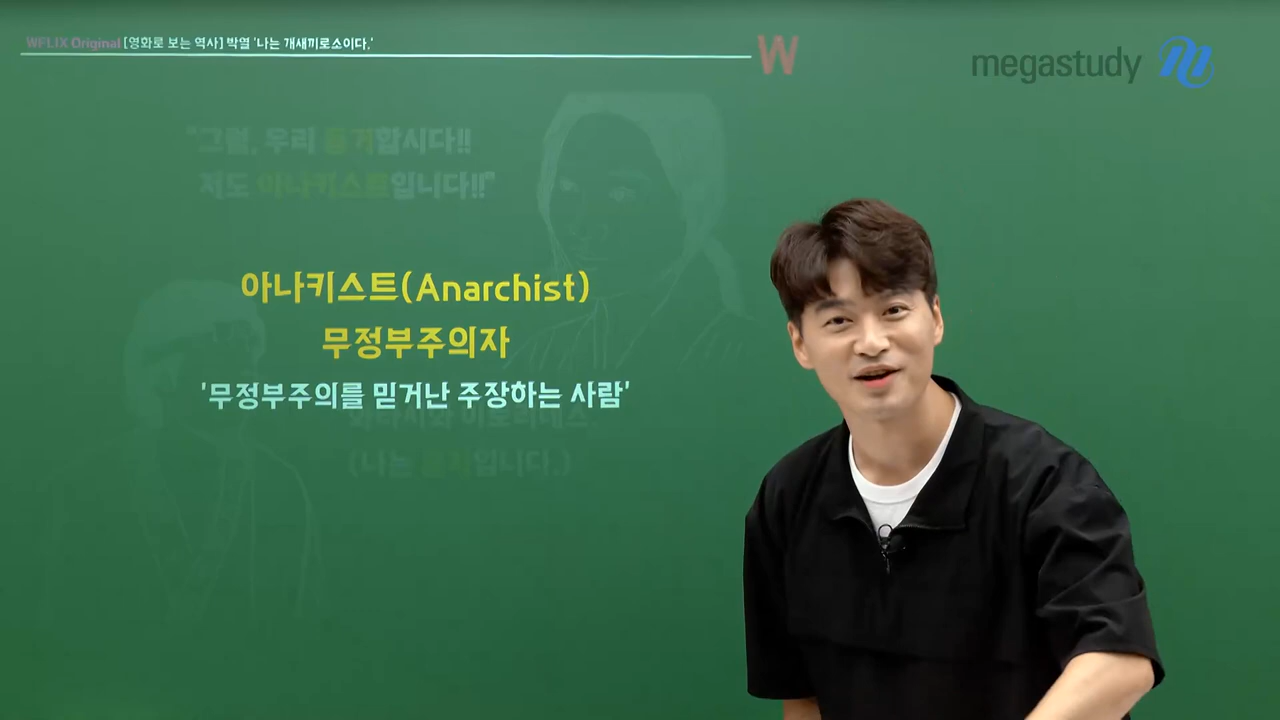 WFLIX Original [영화로 보는 역사] 박열 '나는 개새끼로소이다.'
W
megastudy
"그럼, 우리 동거합시다!!
저도 아나키스트입니다!!"
아나키스트(Anarchist)
무정부주의자
'무정부주의를 믿거난 주장하는 사람'
(나는 입니다.)